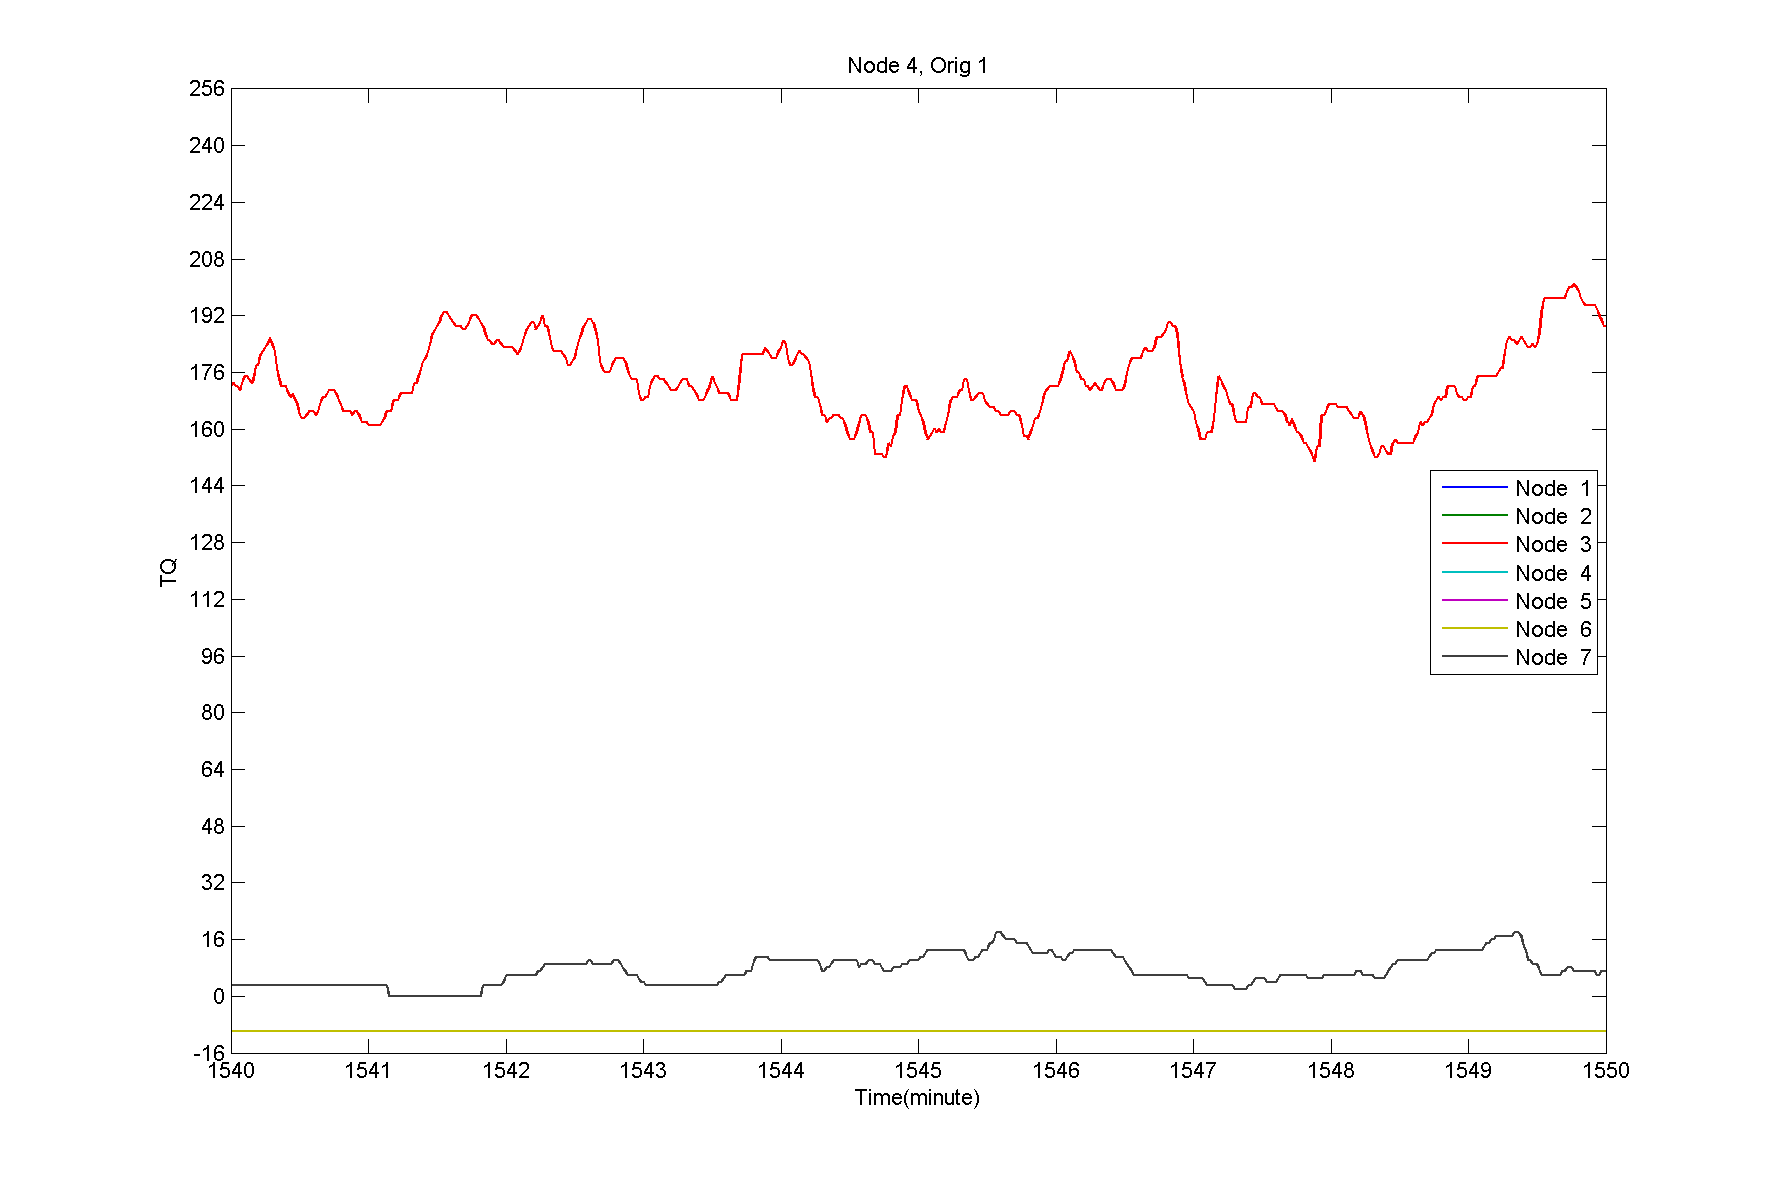 Node 4, Orig 1
256
240
224
208
192
176
160
144
128
112
96
80
64
48
32
16
0
-16
TQ
Node 1
Node 2
Node 3
Node 4
Node 5
Node 6
Node 7
1540 1541 1542 1543 1544 1545 1546 1547 1548 1549 1550
Time(minute)